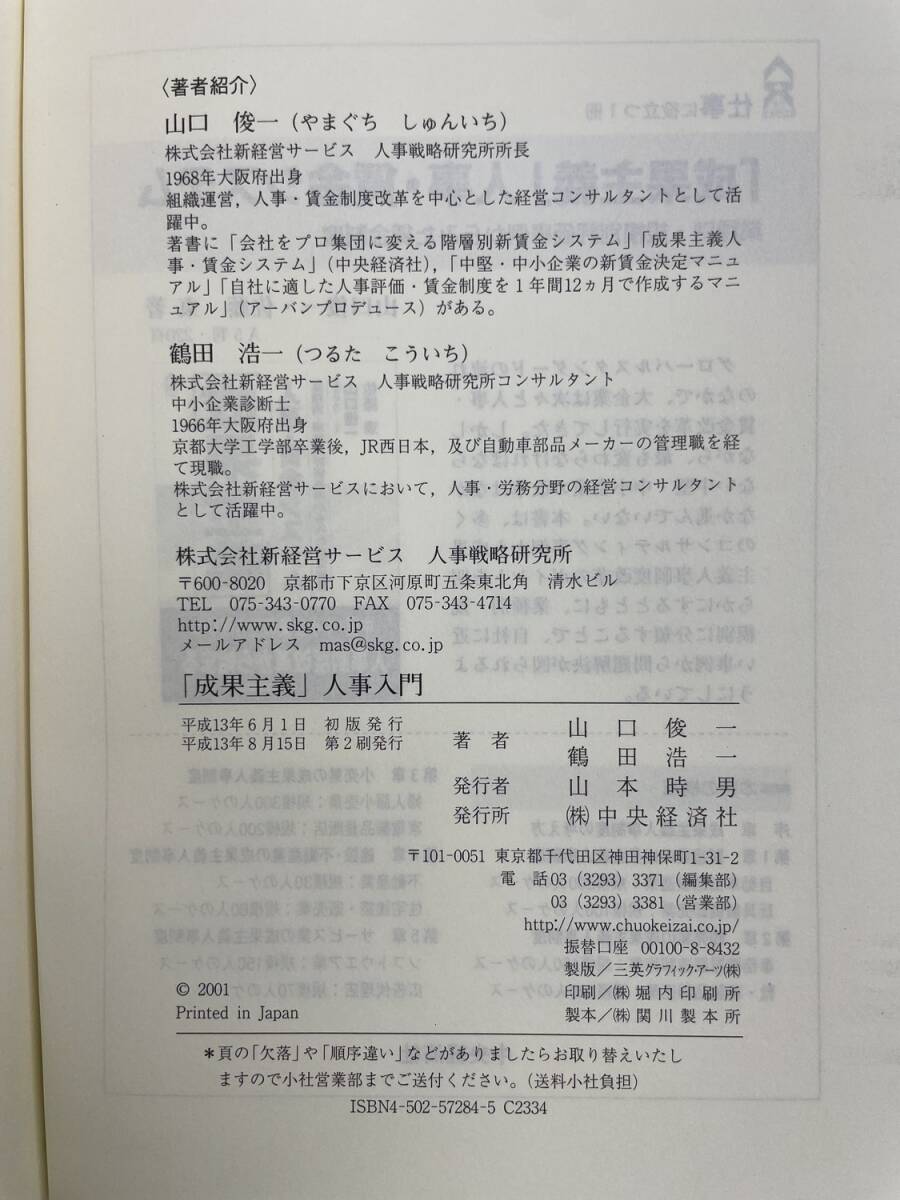 〈著者紹介〉
山口　俊一（やまぐち　しゅんいち）
株式会社新経営サービス　人事戦略研究所所長
1968年大阪府出身
組織運営，人事・賃金制度改革を中心とした経営コンサルタントとして活
躍中。
著書に「会社をプロ集団に変える階層別新賃金システム」「成果主義人
事・賃金システム」（中央経済社），「中堅・中小企業の新賃金決定マニュ
アル」「自社に適した人事評価・賃金制度を１年間12ヵ月で作成するマニ
ュアル」（アーバンプロデュース）がある。
鶴田　浩一（つるた　こういち）
株式会社新経営サービス　人事戦略研究所コンサルタント
中小企業診断士
1966年大阪府出身
京都大学工学部卒業後，JR西日本，及び自動車部品メーカーの管理職を経
て現職。
株式会社新経営サービスにおいて，人事・労務分野の経営コンサルタント
として活躍中。
株式会社新経営サービス　人事戦略研究所
〒600-8020　京都市下京区河原町五条東北角　清水ビル
TEL　075-343-0770　FAX　075-343-4714
http://www.skg.co.jp
メールアドレス　mas@skg.co.jp
「成果主義」人事入門
平成13年６月１日　初版発行
平成13年８月15日　第２刷発行
著者　山口俊一
鶴田浩一
発行者　山本時男
発行所　㈱中央経済社
〒101-0051 東京都千代田区神田神保町1-31-2
電話 03 (3293) 3371（編集部）
03 (3293) 3381（営業部）
http://www.chuokeizai.co.jp/
振替口座　00100-8-8432
製版／三英グラフィック・アーツ㈱
印刷／㈱堀内印刷所
製本／㈱関川製本所
© 2001
Printed in Japan
＊頁の「欠落」や「順序違い」などがありましたらお取り替えいたし
ますので小社営業部までご送付ください。（送料小社負担）
ISBN4-502-57284-5 C2334